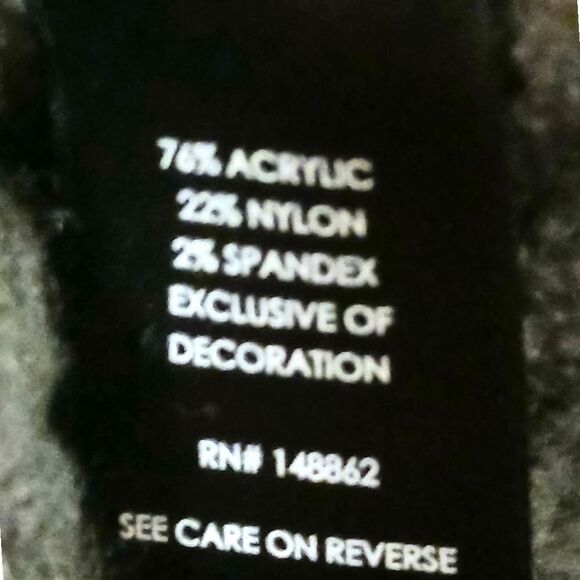 76% ACRYLIC
22% NYLON
2% SPANDEX
EXCLUSIVE OF
DECORATION
RN# 148862
SEE CARE ON REVERSE